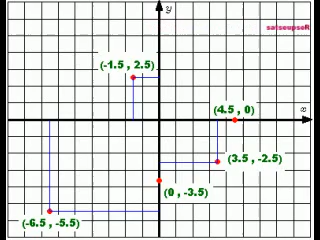 y
(-1.5 , 2.5)
(4.5 , 0)
x
(3.5 , -2.5)
(0 , -3.5)
(-6.5 , -5.5)